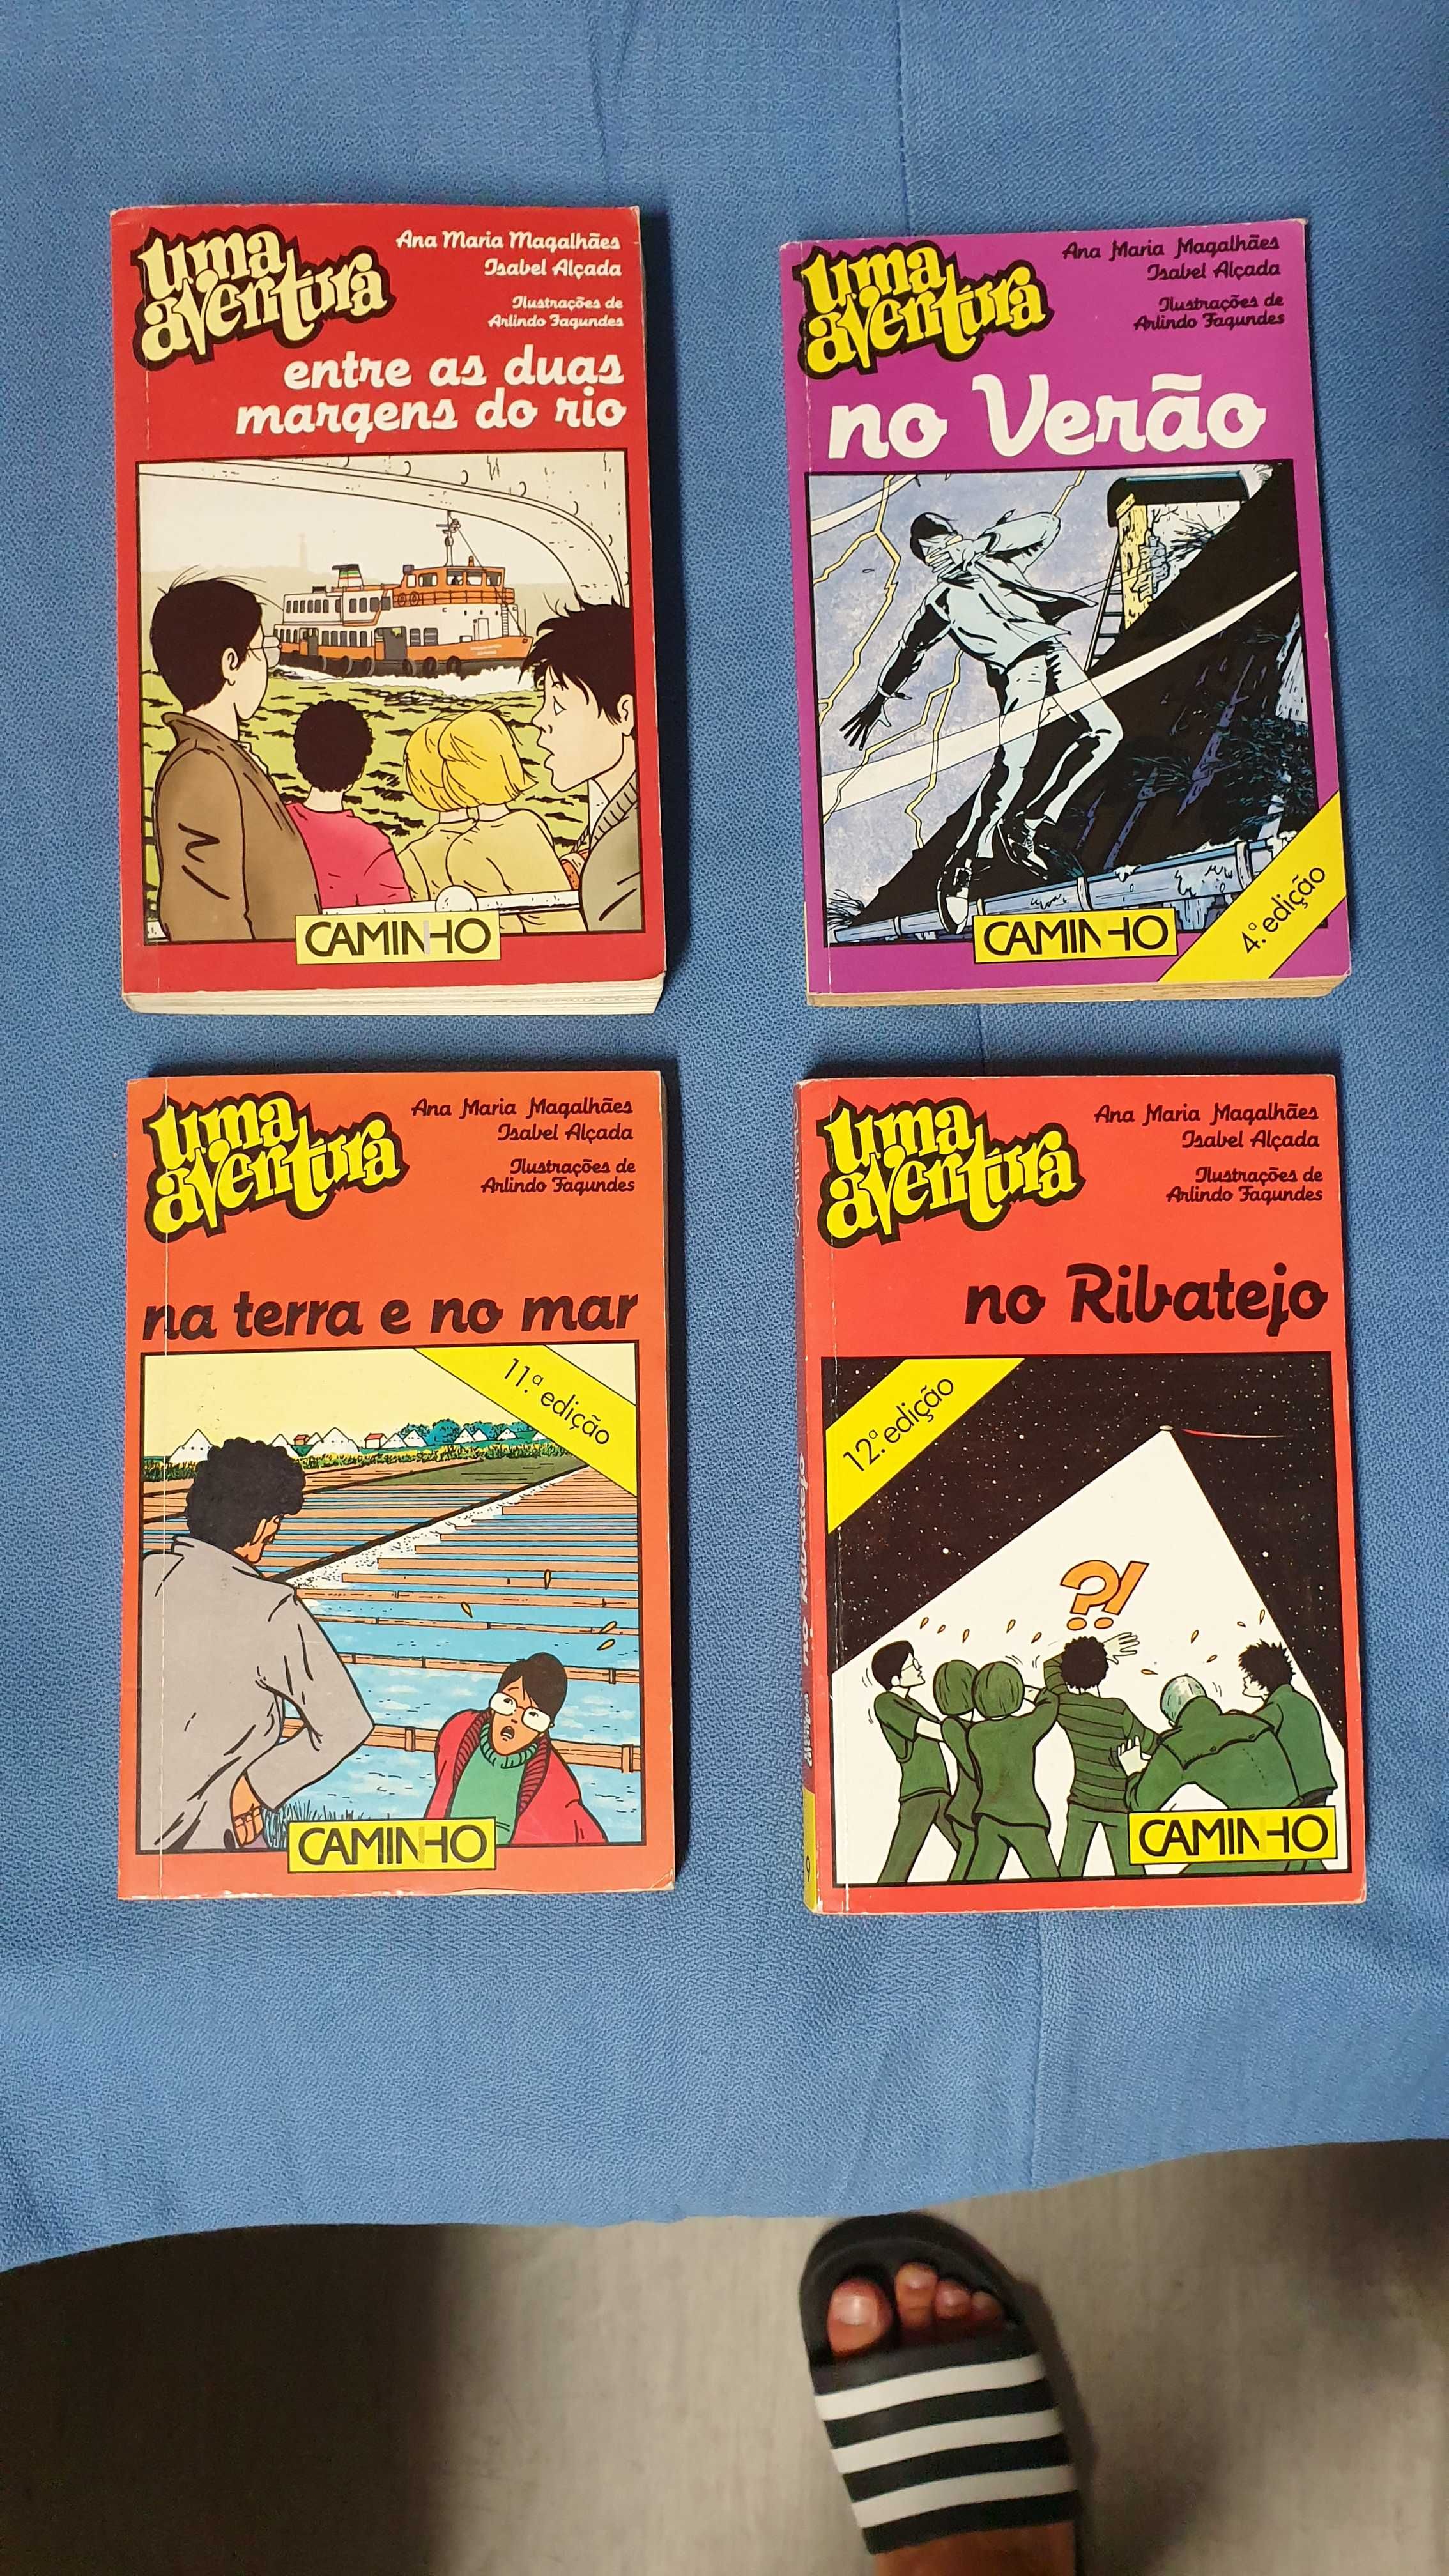 uma
aventura
Ana Maria Magalhães
Isabel Alçada
Ilustrações de
Arlindo Fagundes
entre as duas
margens do rio
CAMINHO
uma
aventura
Ana Maria Magalhães
Isabel Alçada
Ilustrações de
Arlindo Fagundes
no Verão
CAMINHO
4.ª edição
uma
aventura
Ana Maria Magalhães
Isabel Alçada
Ilustrações de
Arlindo Fagundes
na terra e no mar
11.ª edição
CAMINHO
uma
aventura
Ana Maria Magalhães
Isabel Alçada
Ilustrações de
Arlindo Fagundes
no Ribatejo
12.ª edição
?!
CAMINHO
no Ribatejo
9